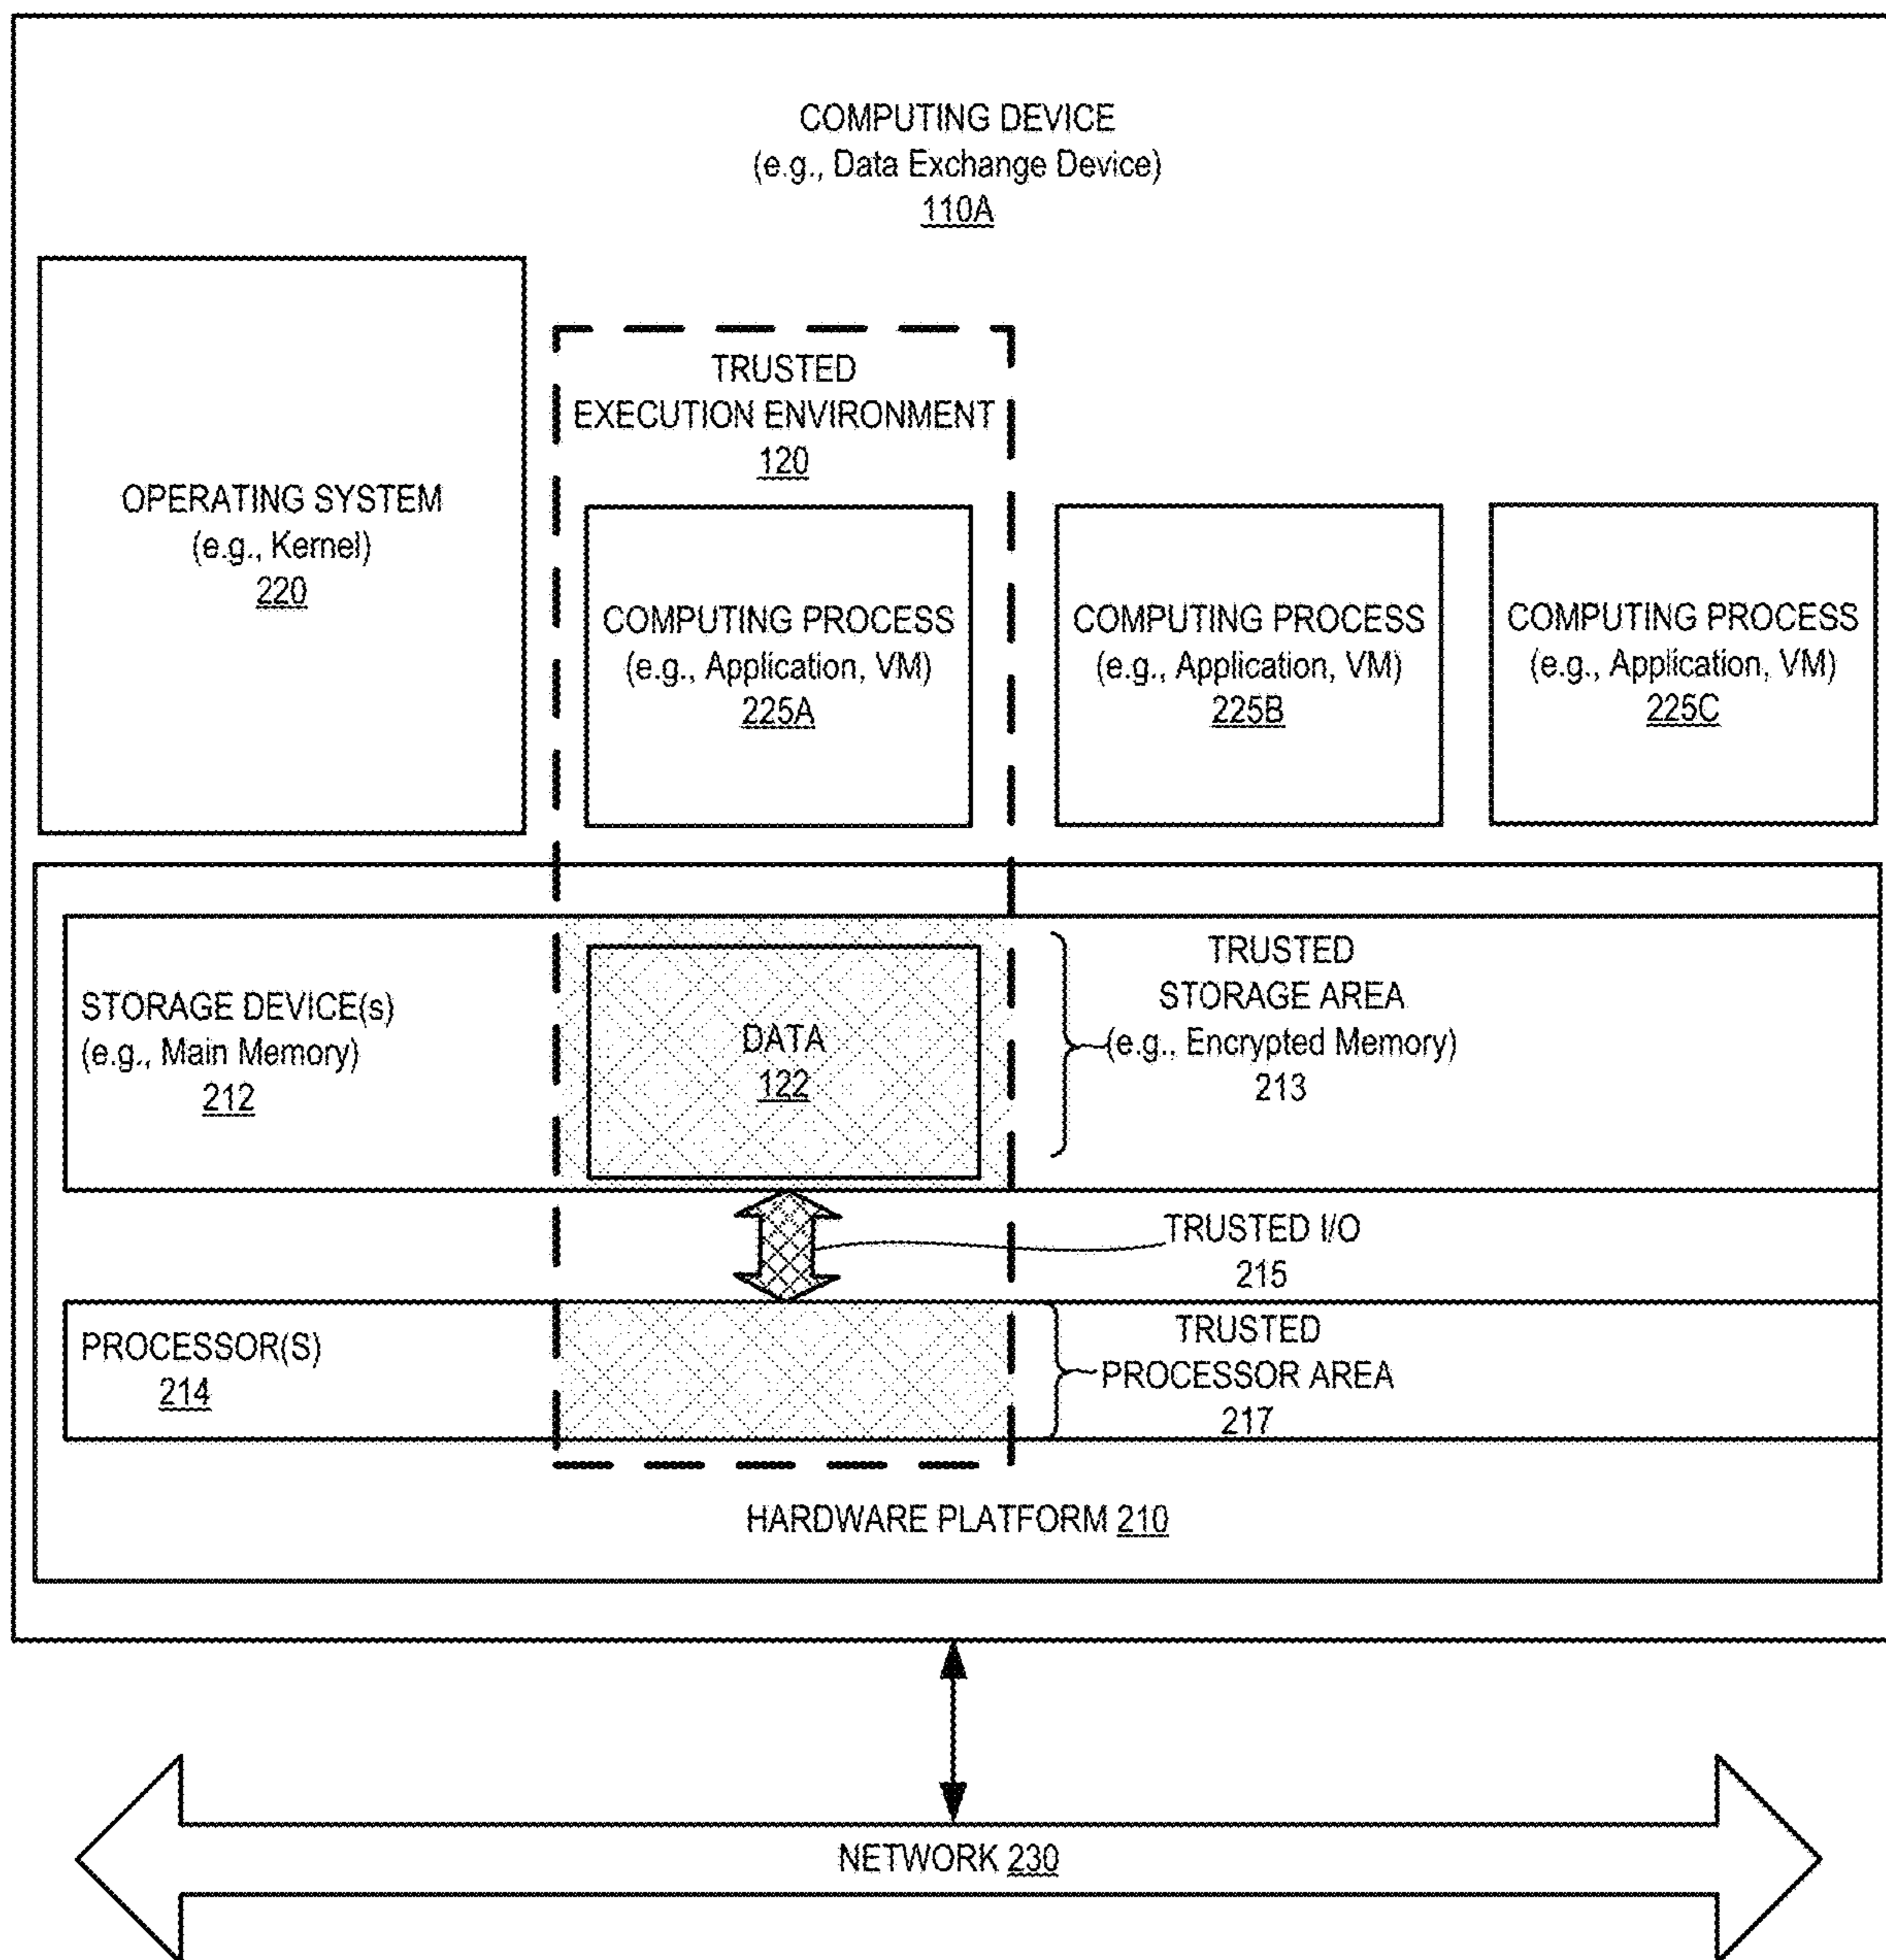 COMPUTING DEVICE
(e.g., Data Exchange Device)
110A
OPERATING SYSTEM
(e.g., Kernel)
220
TRUSTED
EXECUTION ENVIRONMENT
120
COMPUTING PROCESS
(e.g., Application, VM)
225A
COMPUTING PROCESS
(e.g., Application, VM)
225B
COMPUTING PROCESS
(e.g., Application, VM)
225C
STORAGE DEVICE(s)
(e.g., Main Memory)
212
DATA
122
TRUSTED
STORAGE AREA
(e.g., Encrypted Memory)
213
TRUSTED I/O
215
PROCESSOR(S)
214
TRUSTED
PROCESSOR AREA
217
HARDWARE PLATFORM 210
NETWORK 230